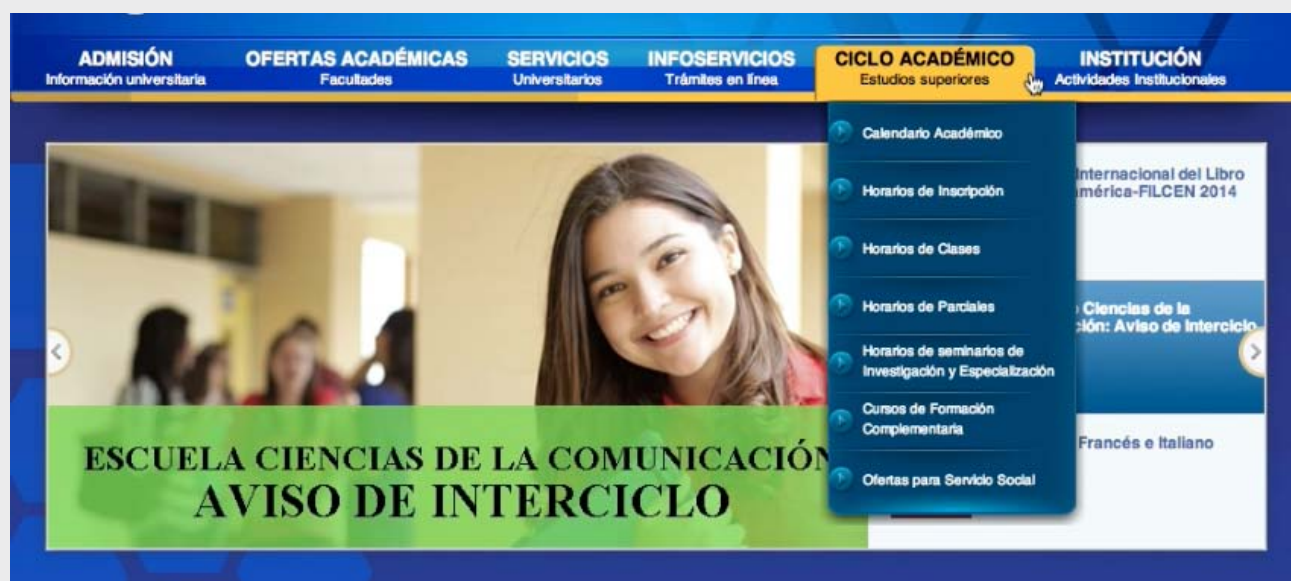 ADMISIÓN
Información universitaria
OFERTAS ACADÉMICAS
Facultades
SERVICIOS
Universitarios
INFOSERVICIOS
Trámites en línea
CICLO ACADÉMICO
Estudios superiores
INSTITUCIÓN
Actividades Institucionales
Calendario Académico
Horarios de Inscripción
Horarios de Clases
Horarios de Parciales
Horarios de seminarios de
Investigación y Especialización
Cursos de Formación
Complementaria
Ofertas para Servicio Social
Internacional del Libro
FILCEN 2014
Ciencias de la
Aviso de Interciclo
Francés e Italiano
ESCUELA CIENCIAS DE LA COMUNICACIÓN
AVISO DE INTERCICLO